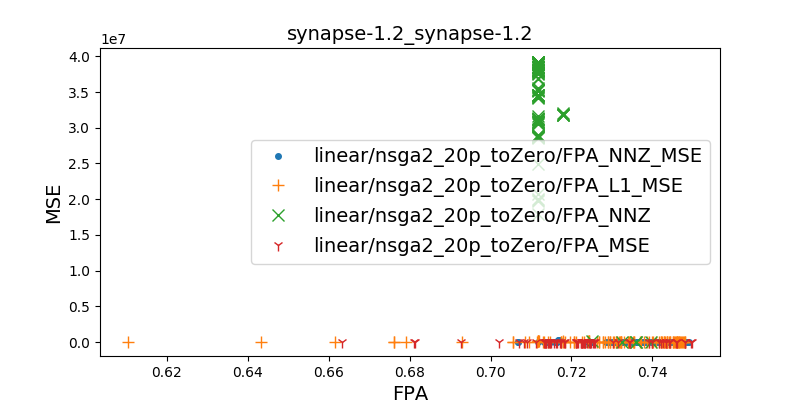 synapse-1.2_synapse-1.2
1e7
4.0
3.5
3.0
2.5
2.0
1.5
1.0
0.5
0.0
MSE
linear/nsga2_20p_toZero/FPA_NNZ_MSE
linear/nsga2_20p_toZero/FPA_L1_MSE
linear/nsga2_20p_toZero/FPA_NNZ
linear/nsga2_20p_toZero/FPA_MSE
0.62 0.64 0.66 0.68 0.70 0.72 0.74
FPA